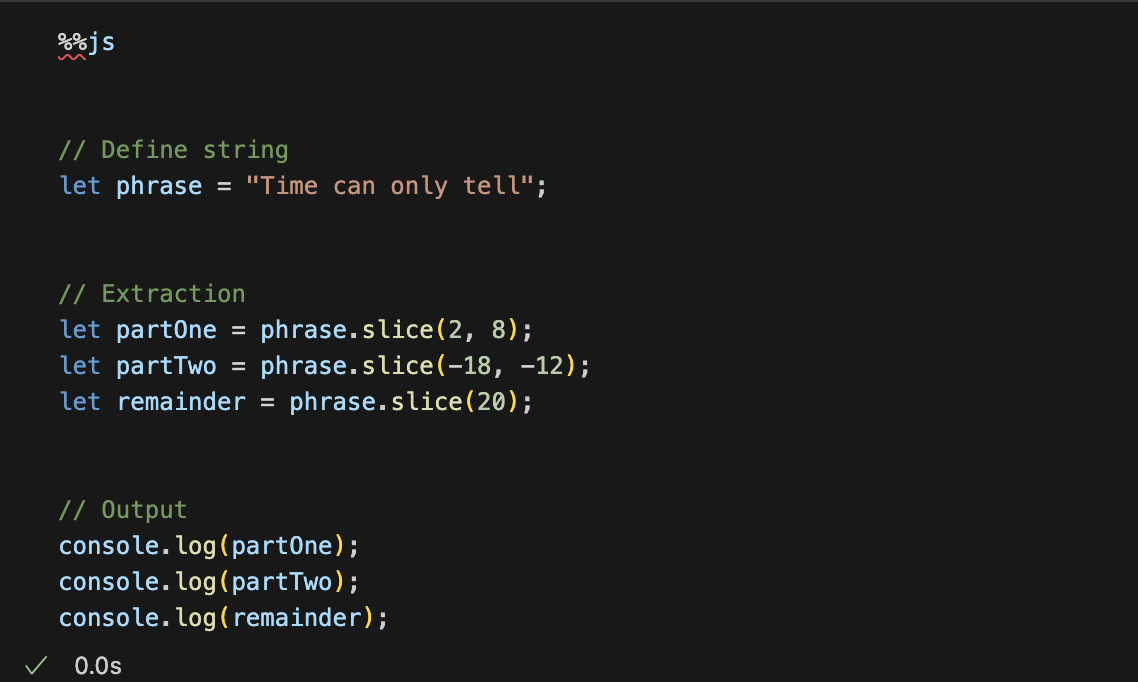 %%js
// Define string
let phrase = "Time can only tell";
// Extraction
let partOne = phrase.slice(2, 8);
let partTwo = phrase.slice(-18, -12);
let remainder = phrase.slice(20);
// Output
console.log(partOne);
console.log(partTwo);
console.log(remainder);
0.0s